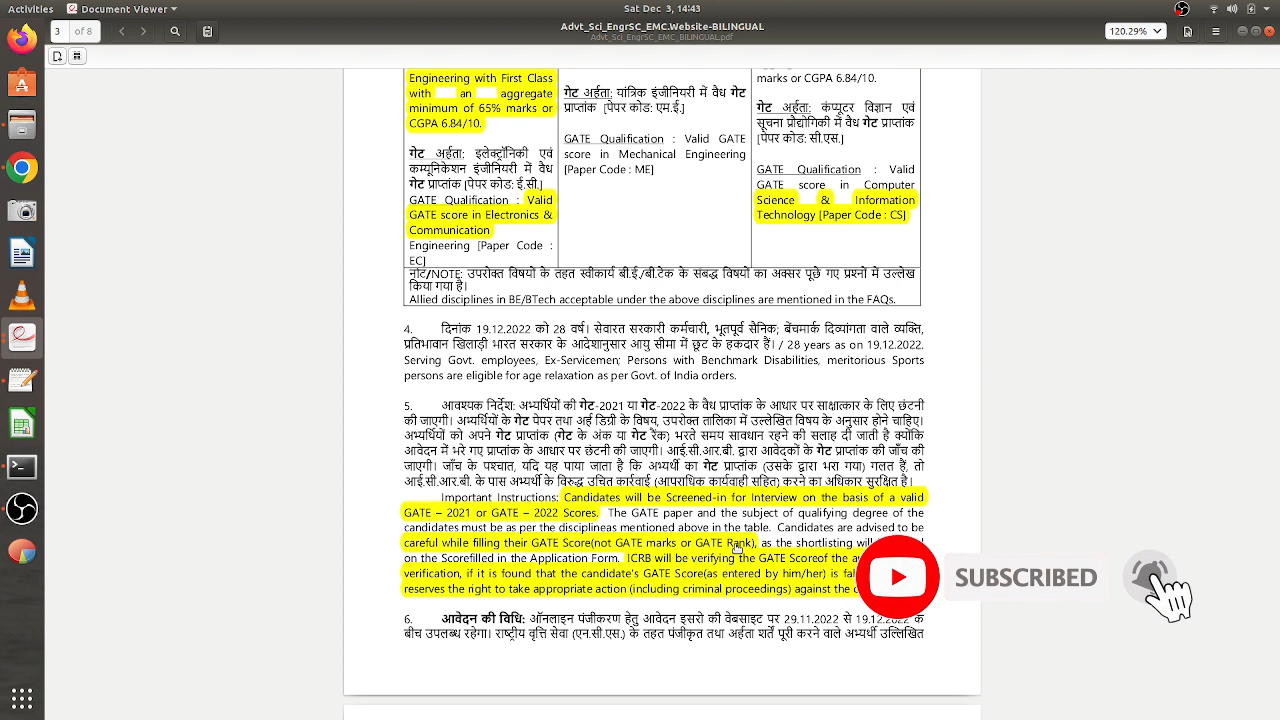 Activities
Document Viewer
Sat Dec 3, 14:43
Advt_Sci_EngrSC_EMC.Website-BILINGUAL
Advt_Sci_EngrSC_EMC_BILINGUAL.pdf
3 of 8
120.29%
Engineering with First Class
with an aggregate
minimum of 65% marks or
CGPA 6.84/10.
गेट अर्हता: इलेक्ट्रॉनिकी एवं
कम्यूनिकेशन इंजीनियरी में वैध
गेट प्राप्तांक [पेपर कोड: ई.सी.]
GATE Qualification : Valid
GATE score in Electronics &
Communication
Engineering [Paper Code :
EC]
गेट अर्हता: यांत्रिक इंजीनियरी में वैध गेट
प्राप्तांक [पेपर कोड: एम.ई.]
GATE Qualification : Valid GATE
score in Mechanical Engineering
[Paper Code : ME]
marks or CGPA 6.84/10.
गेट अर्हता: कंप्यूटर विज्ञान एवं
सूचना प्रौद्योगिकी में वैध गेट प्राप्तांक
[पेपर कोड: सी.एस.]
GATE Qualification : Valid
GATE score in Computer
Science & Information
Technology [Paper Code : CS]
नोट/NOTE: उपरोक्त विषयों के तहत स्वीकार्य बी.ई./बी.टेक के संबद्ध विषयों का अक्सर पूछे गए प्रश्नों में उल्लेख
किया गया है।
Allied disciplines in BE/BTech acceptable under the above disciplines are mentioned in the FAQs.
4. दिनांक 19.12.2022 को 28 वर्ष। सेवारत सरकारी कर्मचारी, भूतपूर्व सैनिक; बेंचमार्क दिव्यांगता वाले व्यक्ति,
प्रतिभावान खिलाड़ी भारत सरकार के आदेशानुसार आयु सीमा में छूट के हकदार हैं। / 28 years as on 19.12.2022.
Serving Govt. employees, Ex-Servicemen; Persons with Benchmark Disabilities, meritorious Sports
persons are eligible for age relaxation as per Govt. of India orders.
5. आवश्यक निर्देश: अभ्यर्थियों की गेट-2021 या गेट-2022 के वैध प्राप्तांक के आधार पर साक्षात्कार के लिए छंटनी
की जाएगी। अभ्यर्थियों के गेट पेपर तथा अर्ह डिग्री के विषय, उपरोक्त तालिका में उल्लेखित विषय के अनुसार होने चाहिए।
अभ्यर्थियों को अपने गेट प्राप्तांक (गेट के अंक या गेट रैंक) भरते समय सावधान रहने की सलाह दी जाती है क्योंकि
आवेदन में भरे गए प्राप्तांक के आधार पर छंटनी की जाएगी। आई.सी.आर.बी. द्वारा आवेदकों के गेट प्राप्तांक की जाँच की
जाएगी। जाँच के पश्चात, यदि यह पाया जाता है कि अभ्यर्थी का गेट प्राप्तांक (उसके द्वारा भरा गया) गलत हैं, तो
आई.सी.आर.बी. के पास अभ्यर्थी के विरुद्ध उचित कार्रवाई (आपराधिक कार्यवाही सहित) करने का अधिकार सुरक्षित है।
Important Instructions: Candidates will be Screened-in for Interview on the basis of a valid
GATE – 2021 or GATE – 2022 Scores. The GATE paper and the subject of qualifying degree of the
candidates must be as per the disciplineas mentioned above in the table. Candidates are advised to be
careful while filling their GATE Score(not GATE marks or GATE Rank), as the shortlisting will
on the Scorefilled in the Application Form. ICRB will be verifying the GATE Scoreof the
verification, if it is found that the candidate's GATE Score(as entered by him/her) is
reserves the right to take appropriate action (including criminal proceedings) against the
SUBSCRIBED
6. आवेदन की विधि: ऑनलाइन पंजीकरण हेतु आवेदन इसरो की वेबसाइट पर 29.11.2022 से 19.12.2022 के
बीच उपलब्ध रहेगा। राष्ट्रीय वृत्ति सेवा (एन.सी.एस.) के तहत पंजीकृत तथा अर्हता शर्तें पूरी करने वाले अभ्यर्थी उल्लिखित